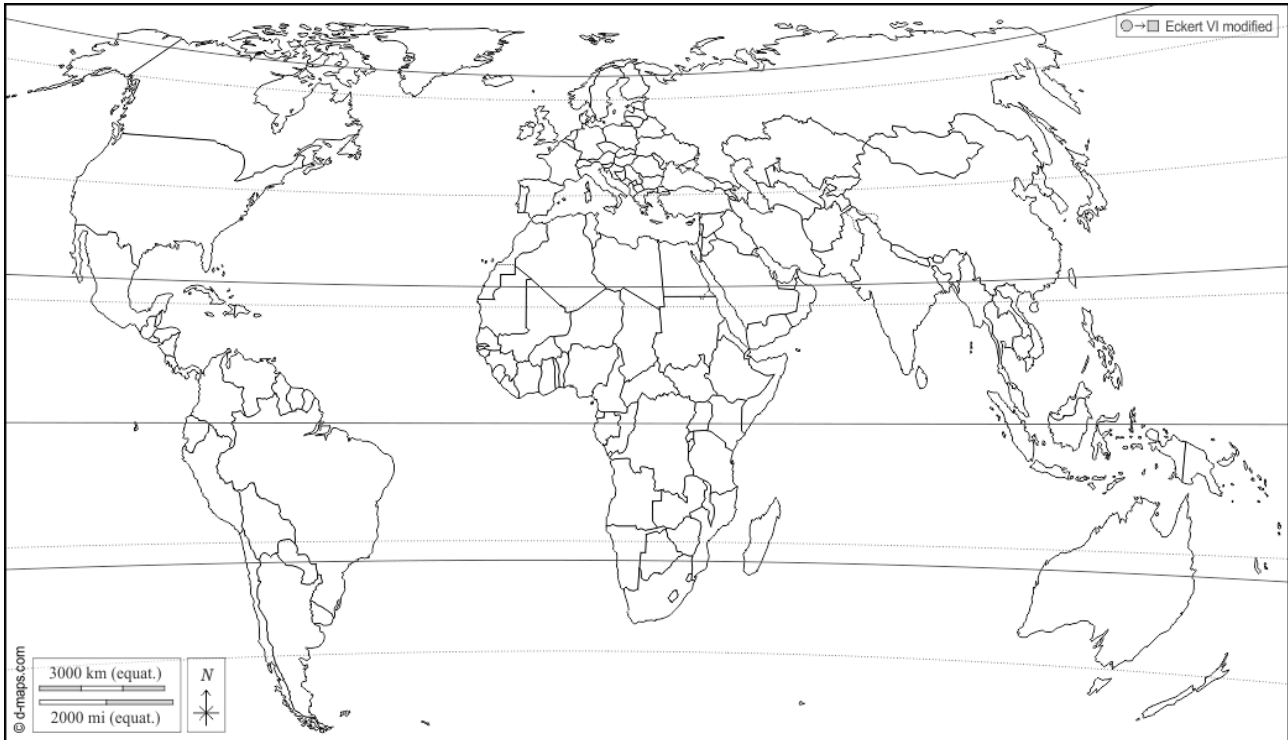 Eckert VI modified
3000 km (equat.)
2000 mi (equat.)
N
© d-maps.com